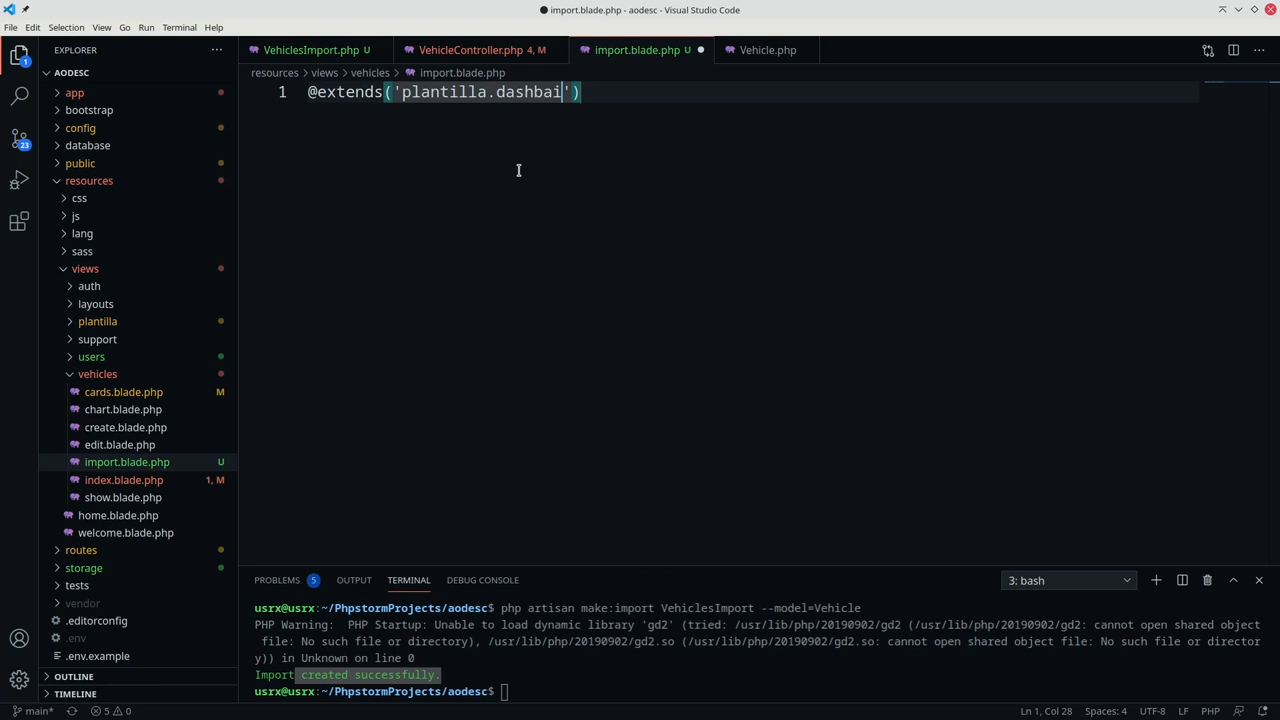 import.blade.php - aodesc - Visual Studio Code
File Edit Selection View Go Run Terminal Help
1
23
EXPLORER
AODESC
app
bootstrap
config
database
public
resources
css
js
lang
sass
views
auth
layouts
plantilla
support
users
vehicles
cards.blade.php M
chart.blade.php
create.blade.php
edit.blade.php
import.blade.php U
index.blade.php 1, M
show.blade.php
home.blade.php
welcome.blade.php
routes
storage
tests
vendor
.editorconfig
.env
.env.example
OUTLINE
TIMELINE
VehiclesImport.php U VehicleController.php 4, M import.blade.php U Vehicle.php
resources > views > vehicles > import.blade.php
1 @extends('plantilla.dashbai')
PROBLEMS 5 OUTPUT TERMINAL DEBUG CONSOLE 3: bash
usrx@usrx:~/PhpstormProjects/aodesc$ php artisan make:import VehiclesImport --model=Vehicle
PHP Warning:  PHP Startup: Unable to load dynamic library 'gd2' (tried: /usr/lib/php/20190902/gd2 (/usr/lib/php/20190902/gd2: cannot open shared object
file: No such file or directory), /usr/lib/php/20190902/gd2.so (/usr/lib/php/20190902/gd2.so: cannot open shared object file: No such file or director
y)) in Unknown on line 0
Import created successfully.
usrx@usrx:~/PhpstormProjects/aodesc$
main* 5 0 Ln 1, Col 28 Spaces: 4 UTF-8 LF PHP